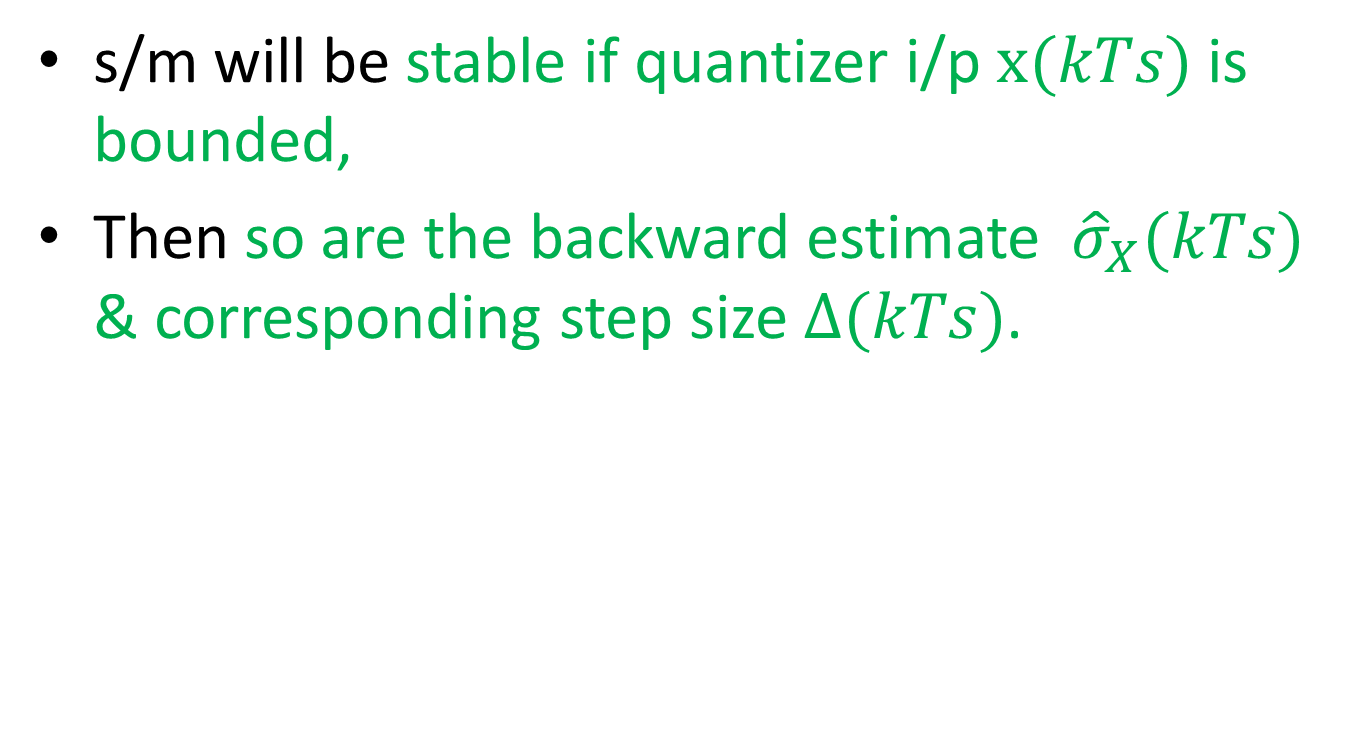 • s/m will be stable if quantizer i/p x(kTs) is
bounded,
• Then so are the backward estimate σ̂_X(kTs)
& corresponding step size Δ(kTs).